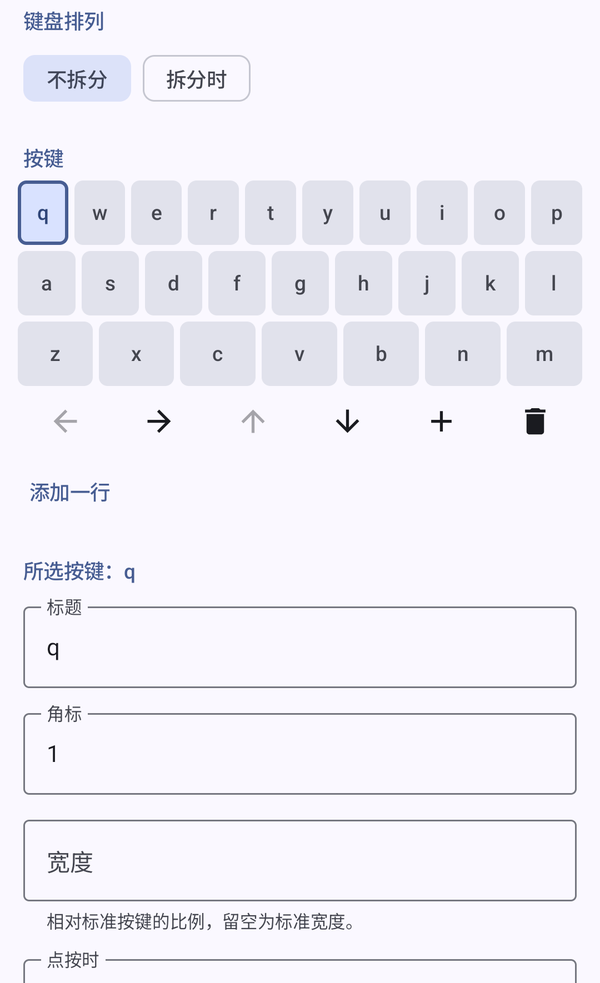 键盘排列
不拆分 拆分时
按键
q w e r t y u i o p
a s d f g h j k l
z x c v b n m
添加一行
所选按键：q
标题
q
角标
1
宽度
相对标准按键的比例，留空为标准宽度。
点按时